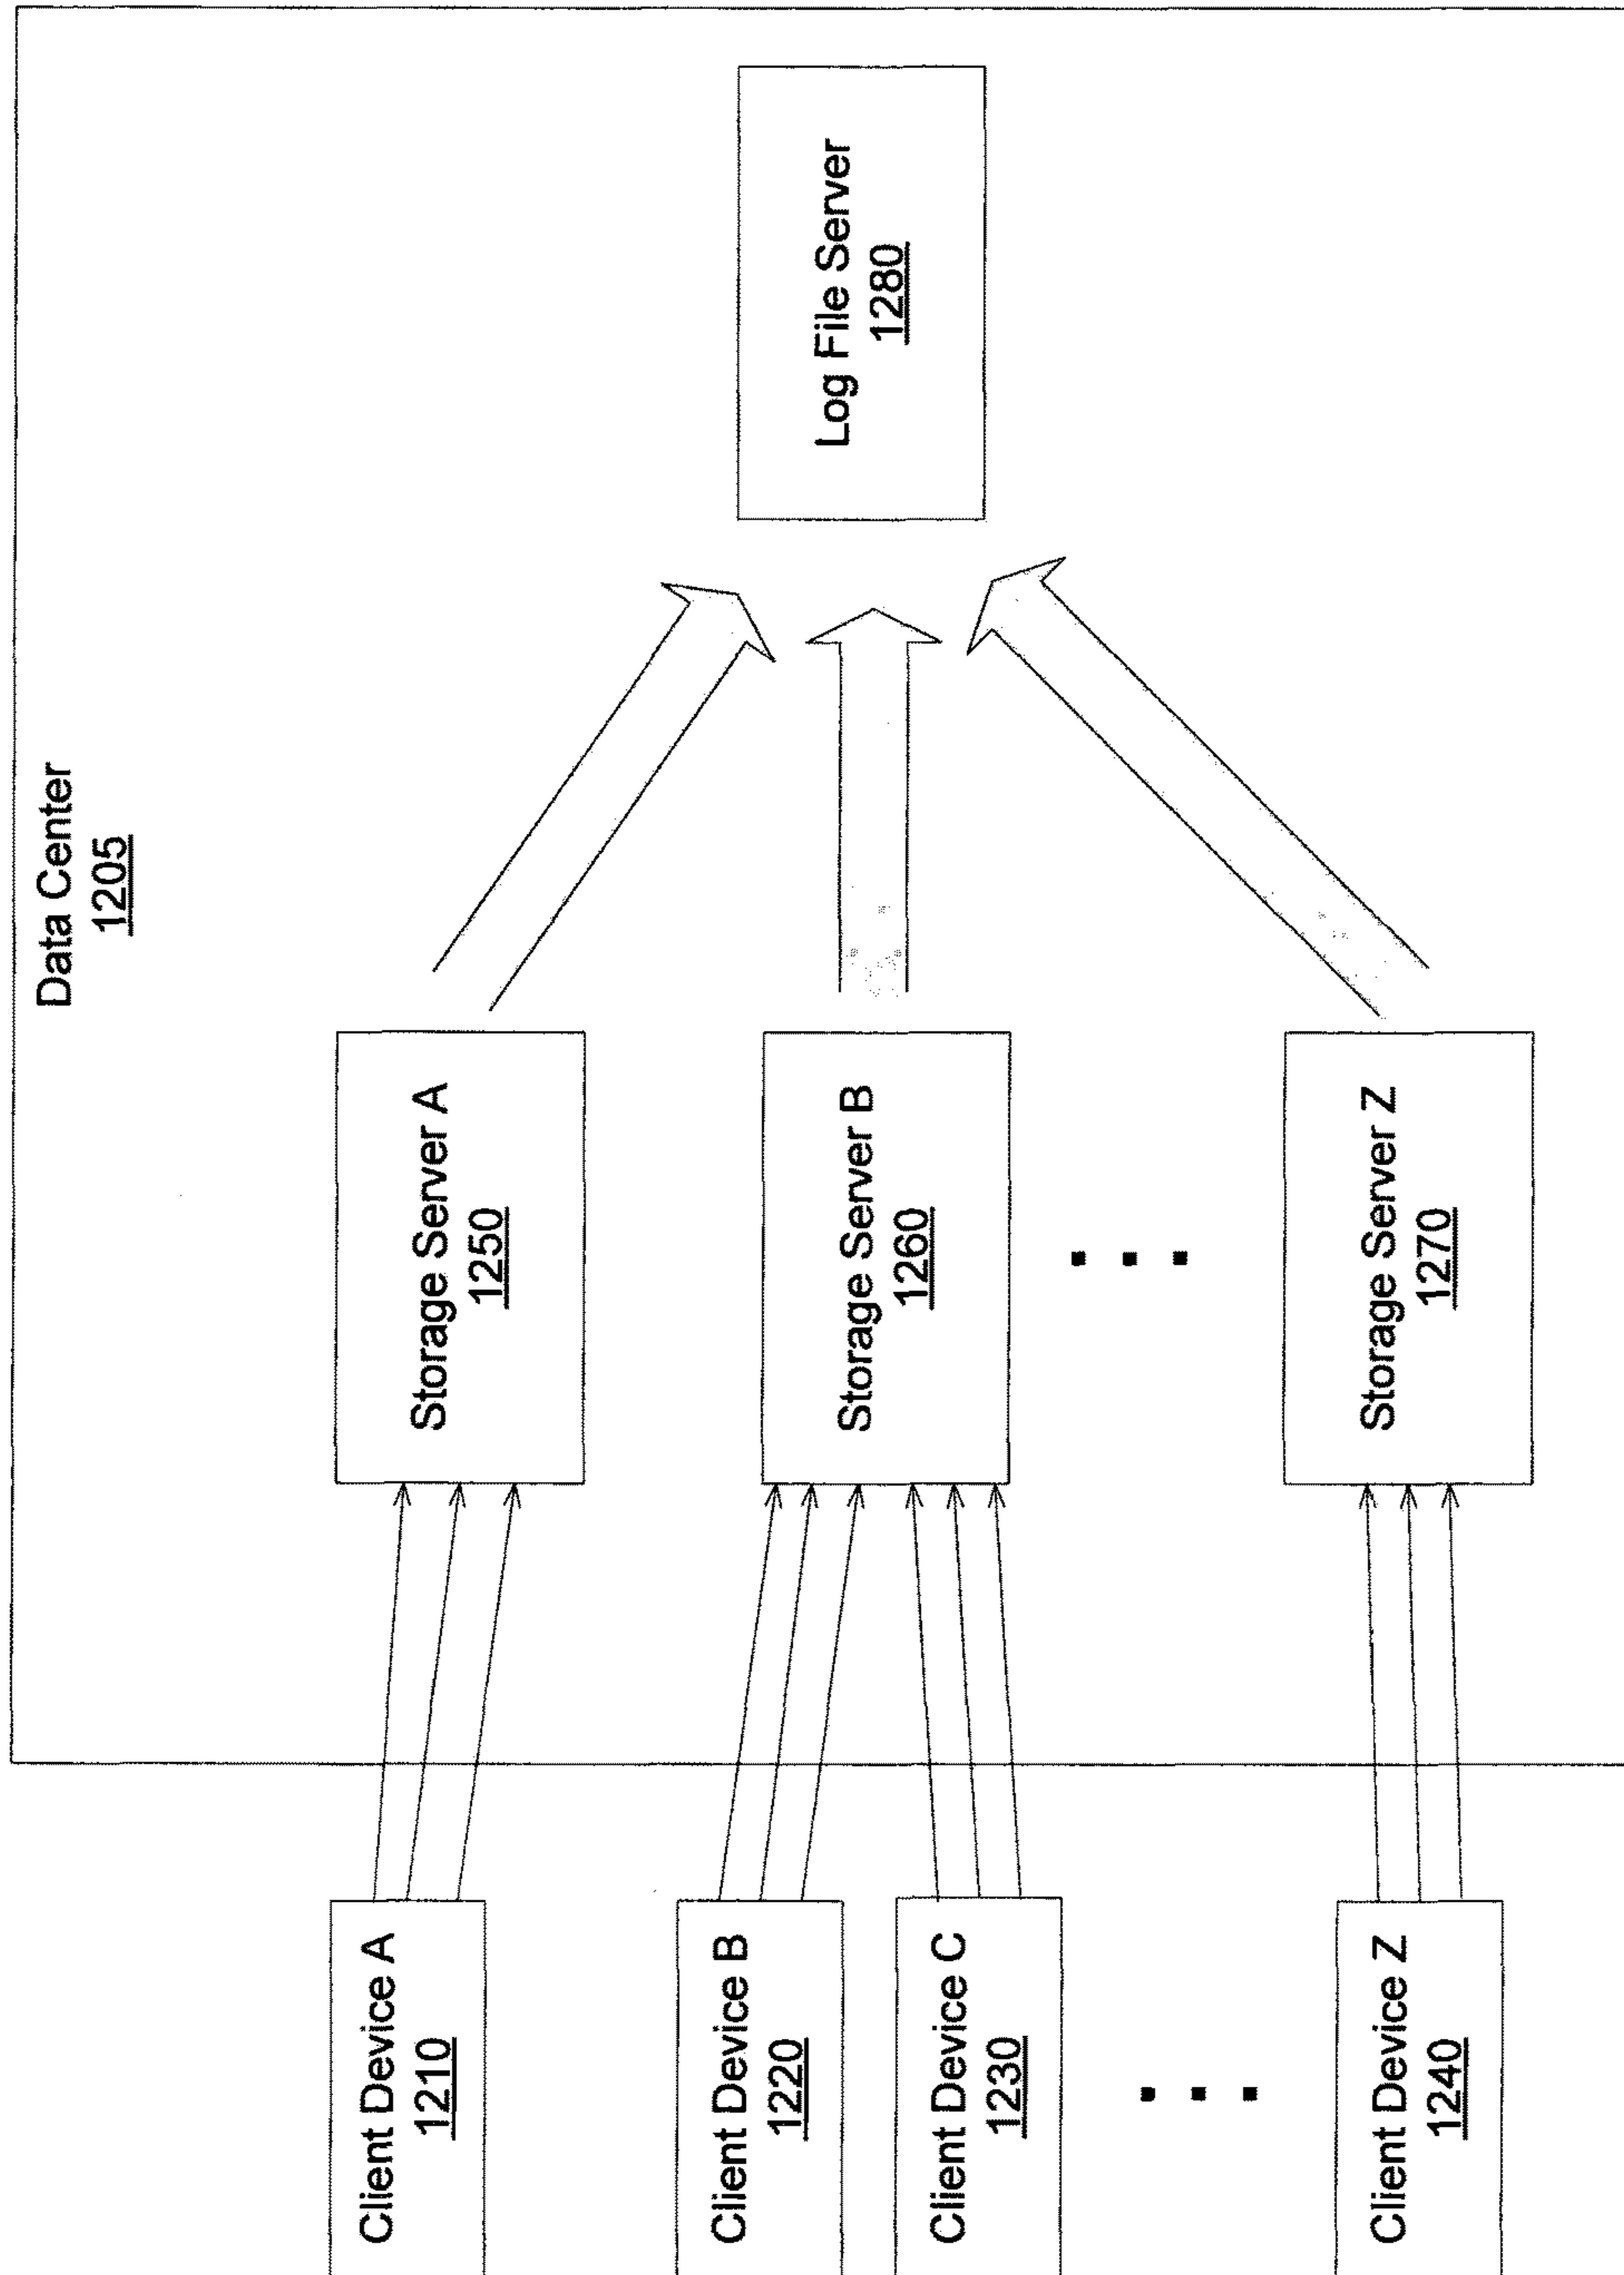 Data Center
1205
Client Device A
1210
Client Device B
1220
Client Device C
1230
. . .
Client Device Z
1240
Storage Server A
1250
Storage Server B
1260
. . .
Storage Server Z
1270
Log File Server
1280